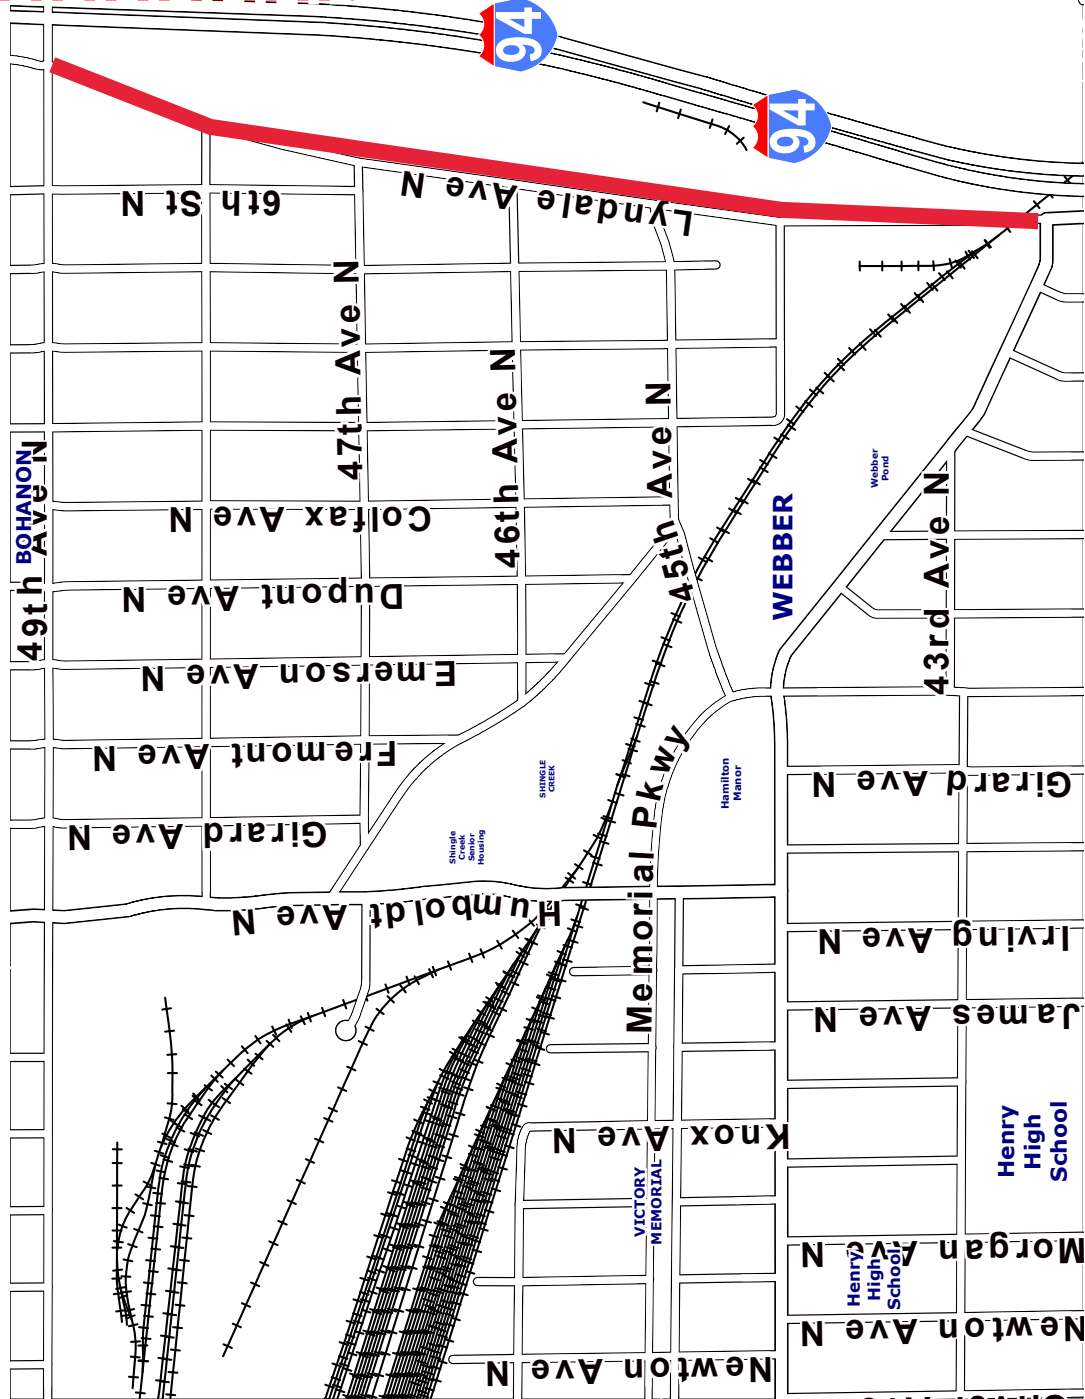 94
94
6th St N
Lyndale Ave N
47th Ave N
46th Ave N
45th Ave N
49th Ave N
BOHANON
Colfax Ave N
Dupont Ave N
Emerson Ave N
Fremont Ave N
Girard Ave N
Humboldt Ave N
Webber
Pond
WEBBER
43rd Ave N
SHINGLE
CREEK
Shingle
Creek
Senior
Housing
Hamilton
Manor
Memorial Pkwy
Girard Ave N
Irving Ave N
James Ave N
Knox Ave N
VICTORY
MEMORIAL
Henry
High
School
Morgan Ave N
Henry
High
School
Newton Ave N
Newton Ave N